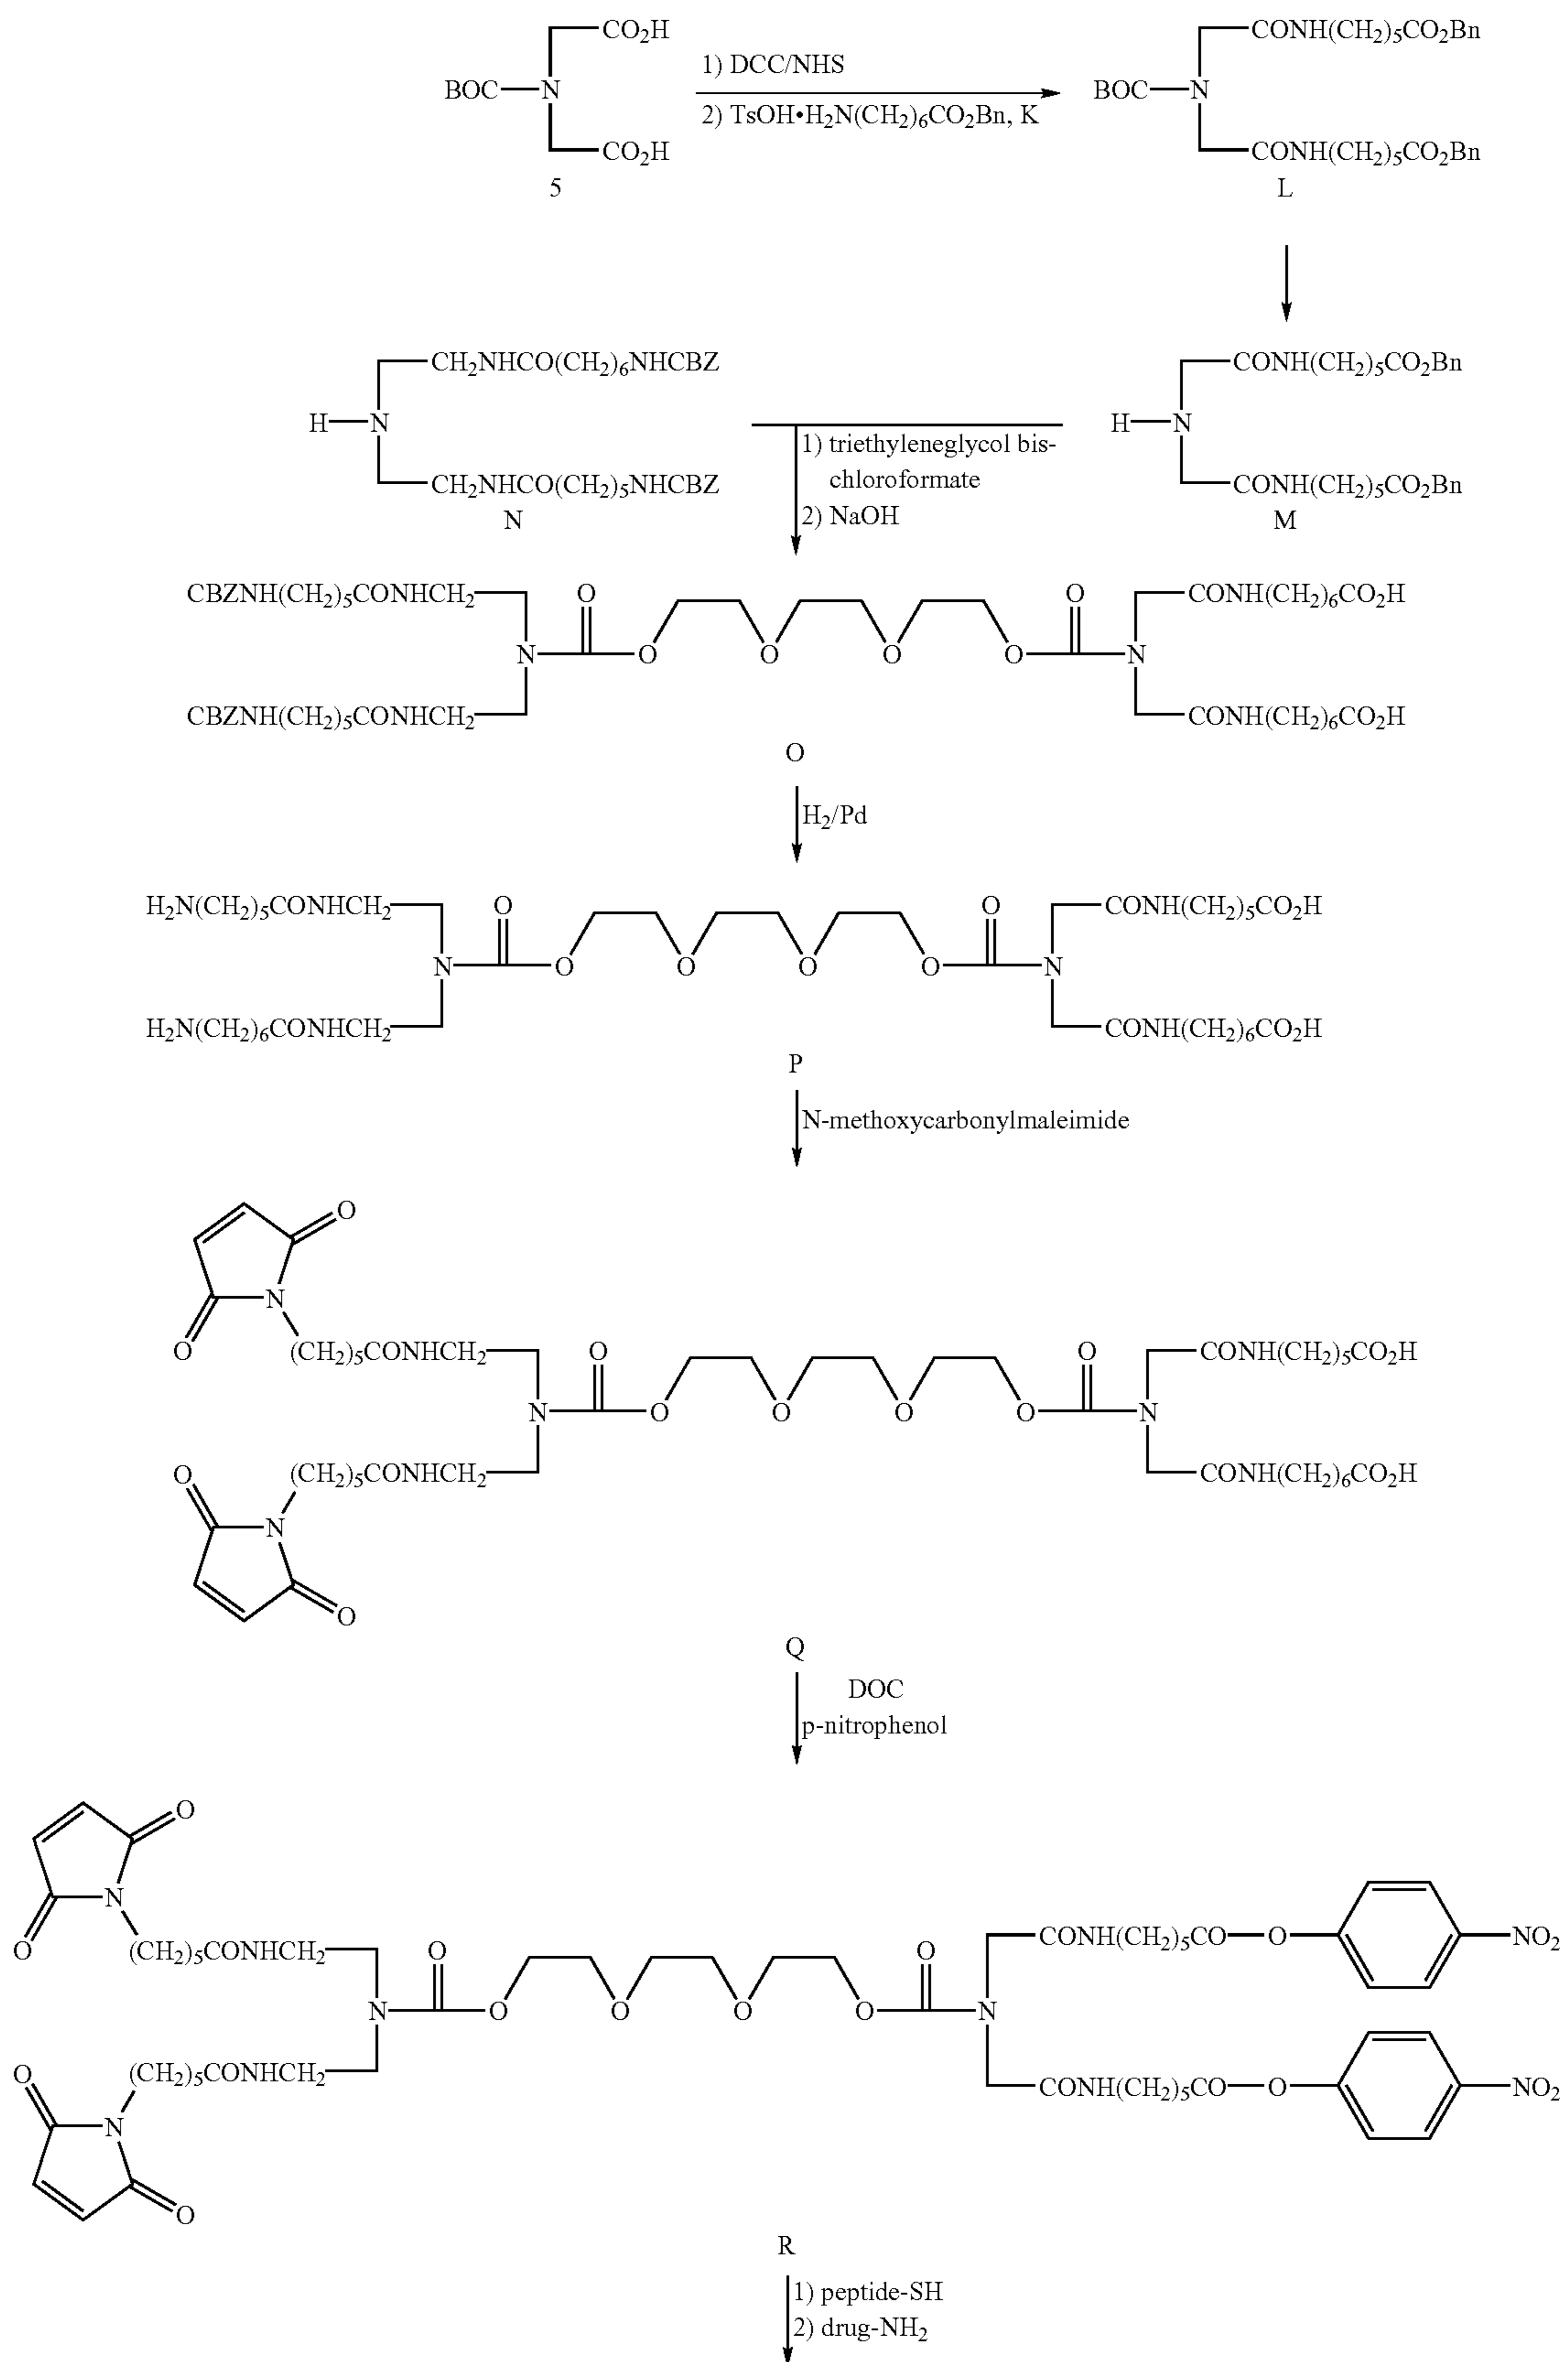 CO₂H
1) DCC/NHS
BOC—N
2) TsOH•H₂N(CH₂)₆CO₂Bn, K
CO₂H
5
CONH(CH₂)₅CO₂Bn
BOC—N
CONH(CH₂)₅CO₂Bn
L
CH₂NHCO(CH₂)₆NHCBZ
H—N
CH₂NHCO(CH₂)₅NHCBZ
N
1) triethyleneglycol bis-
chloroformate
2) NaOH
CONH(CH₂)₅CO₂Bn
H—N
CONH(CH₂)₅CO₂Bn
M
CBZNH(CH₂)₅CONHCH₂ O O CONH(CH₂)₆CO₂H
N O O O O N
CBZNH(CH₂)₅CONHCH₂ CONH(CH₂)₆CO₂H
O
H₂/Pd
H₂N(CH₂)₅CONHCH₂ O O CONH(CH₂)₅CO₂H
N O O O O N
H₂N(CH₂)₆CONHCH₂ CONH(CH₂)₆CO₂H
P
N-methoxycarbonylmaleimide
O
N
O (CH₂)₅CONHCH₂ O O CONH(CH₂)₅CO₂H
N O O O O N
O (CH₂)₅CONHCH₂ CONH(CH₂)₆CO₂H
N
O
Q
DOC
p-nitrophenol
O
N
O (CH₂)₅CONHCH₂ O O CONH(CH₂)₅CO—O NO₂
N O O O O N
O (CH₂)₅CONHCH₂ CONH(CH₂)₅CO—O NO₂
N
O
R
1) peptide-SH
2) drug-NH₂